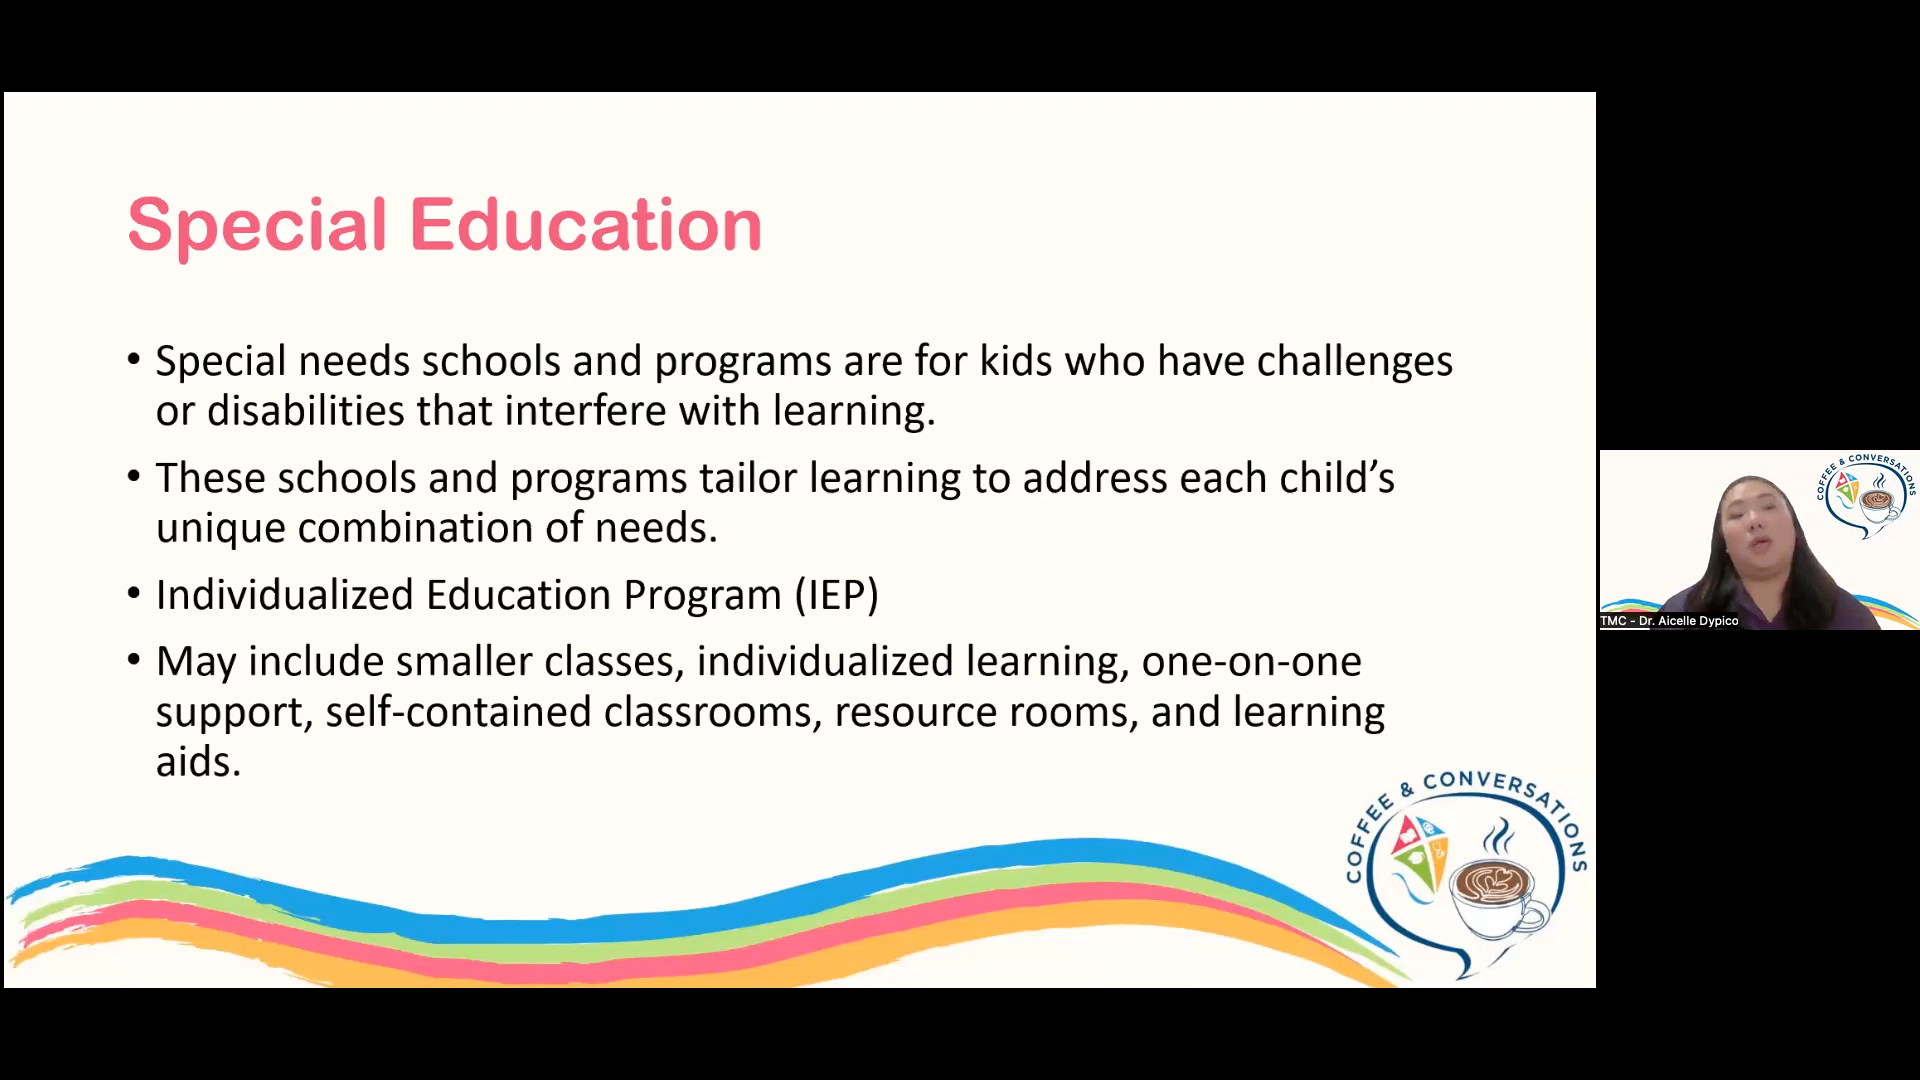 Special Education
• Special needs schools and programs are for kids who have challenges
or disabilities that interfere with learning.
• These schools and programs tailor learning to address each child’s
unique combination of needs.
• Individualized Education Program (IEP)
• May include smaller classes, individualized learning, one-on-one
support, self-contained classrooms, resource rooms, and learning
aids.
COFFEE & CONVERSATIONS
COFFEE & CONVERSATIONS
TMC - Dr. Aicelle Dypico